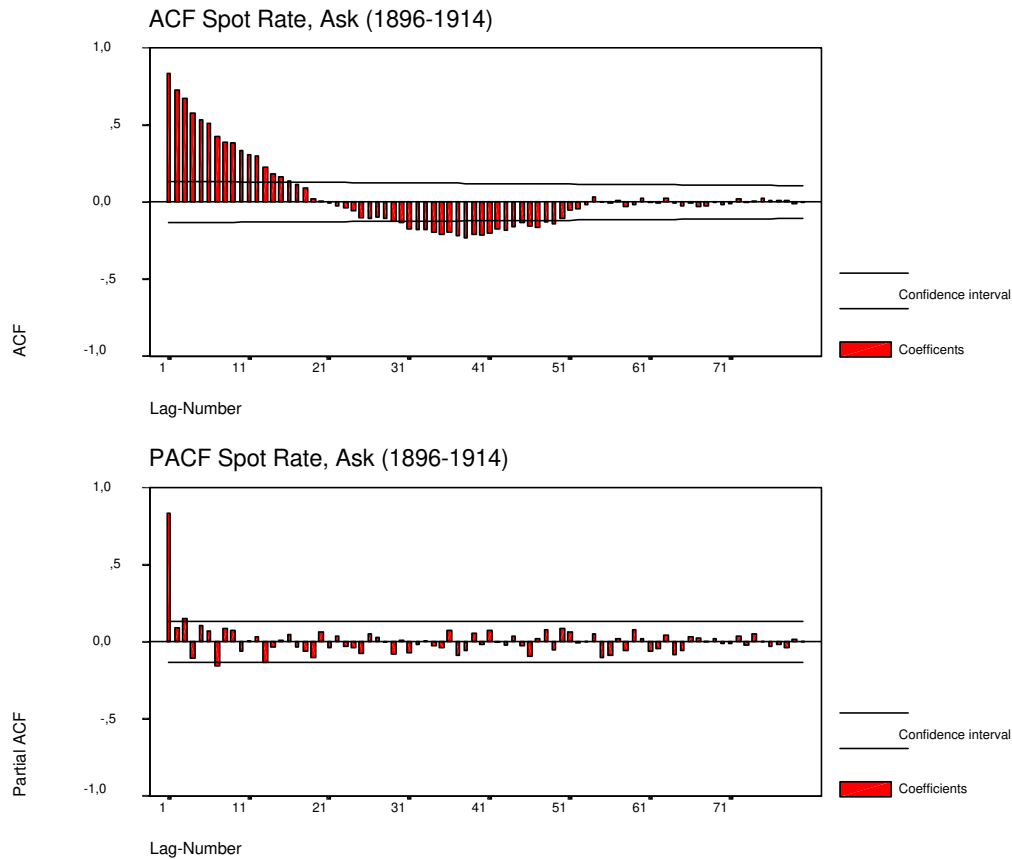 ACF Spot Rate, Ask (1896-1914)
1,0
,5
0,0
-,5
-1,0
ACF
1 11 21 31 41 51 61 71
Lag-Number
Confidence interval
Coefficents
PACF Spot Rate, Ask (1896-1914)
1,0
,5
0,0
-,5
-1,0
Partial ACF
1 11 21 31 41 51 61 71
Lag-Number
Confidence interval
Coefficients